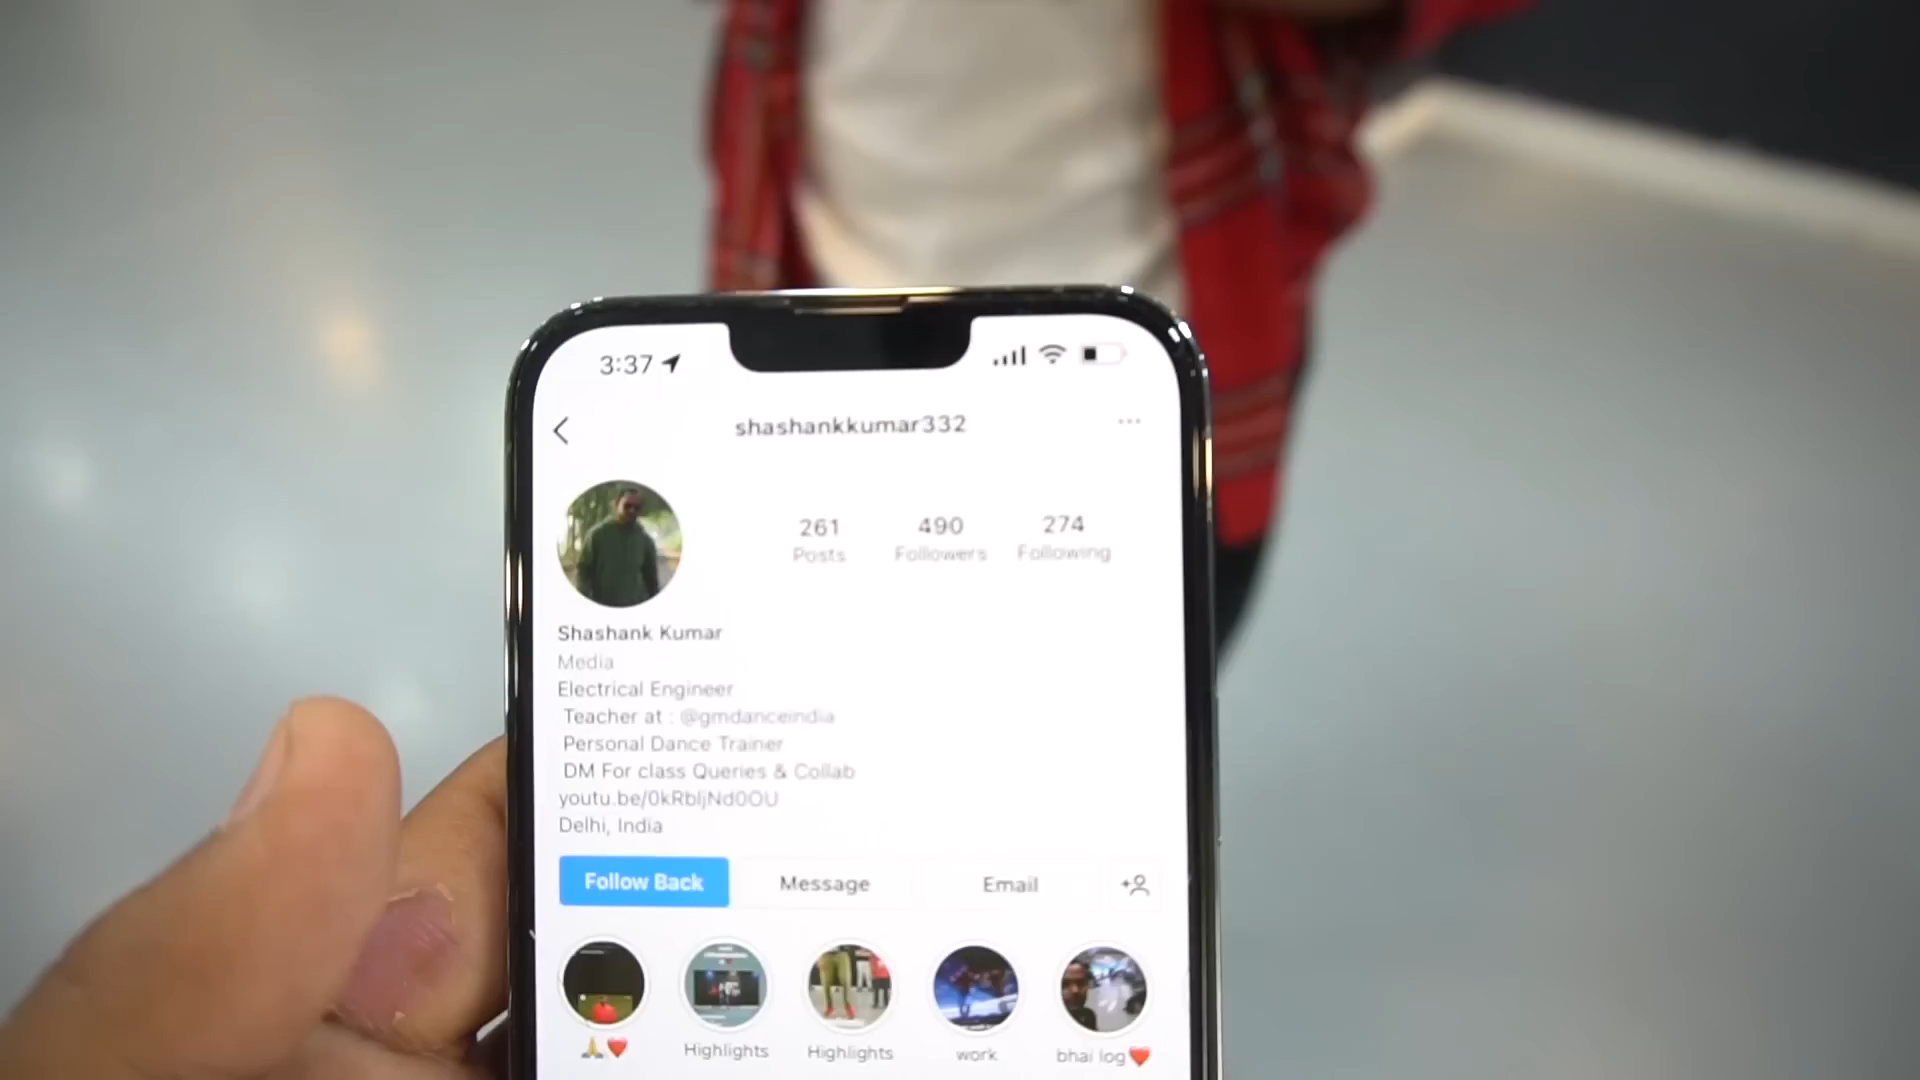 3:37
shashankkumar332
261 490 274
Posts Followers Following
Shashank Kumar
Media
Electrical Engineer
Teacher at : @gmdanceindia
Personal Dance Trainer
DM For class Queries & Collab
youtu.be/0kRbljNd0OU
Delhi, India
Follow Back Message Email
🙏❤️ Highlights Highlights work bhai log❤️